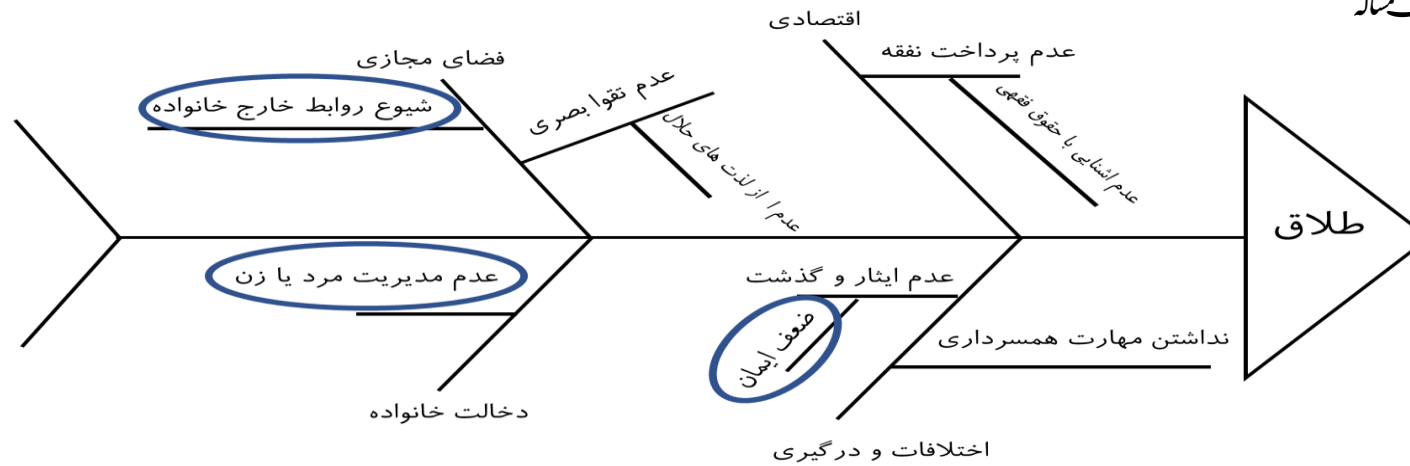 مساله
اقتصادی
عدم پرداخت نفقه
عدم اشنایی با حقوق فقهی
فضای مجازی
شیوع روابط خارج خانواده
عدم تقوا بصری
عدم ا از لذت های حلال
طلاق
عدم مدیریت مرد یا زن
دخالت خانواده
عدم ایثار و گذشت
ضعف ایمان
نداشتن مهارت همسرداری
اختلافات و درگیری